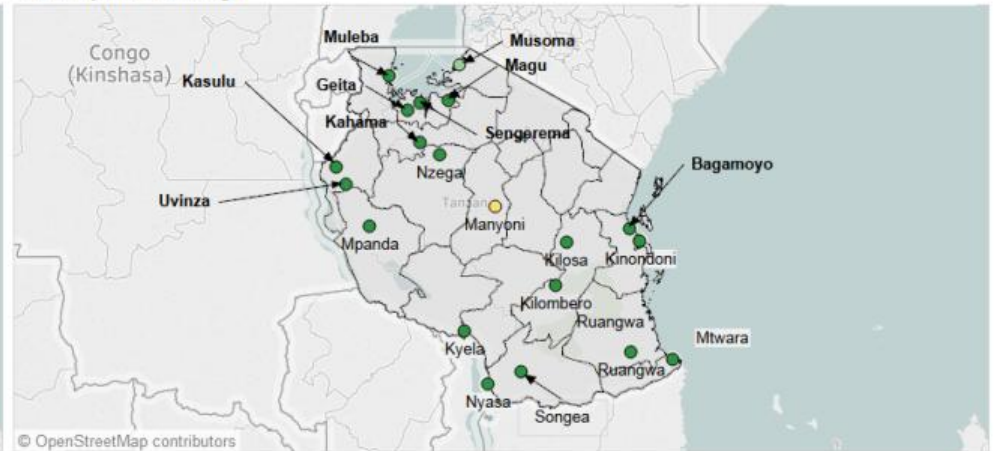 Muleba
Musoma
Congo
(Kinshasa)
Kasulu
Geita
Magu
Kahama
Sengerema
Nzega
Bagamoyo
Uvinza
Manyoni
Mpanda
Kilosa
Kinondoni
Kilombero
Ruangwa
Kyela
Mtwara
Ruangwa
Nyasa
Songea
© OpenStreetMap contributors